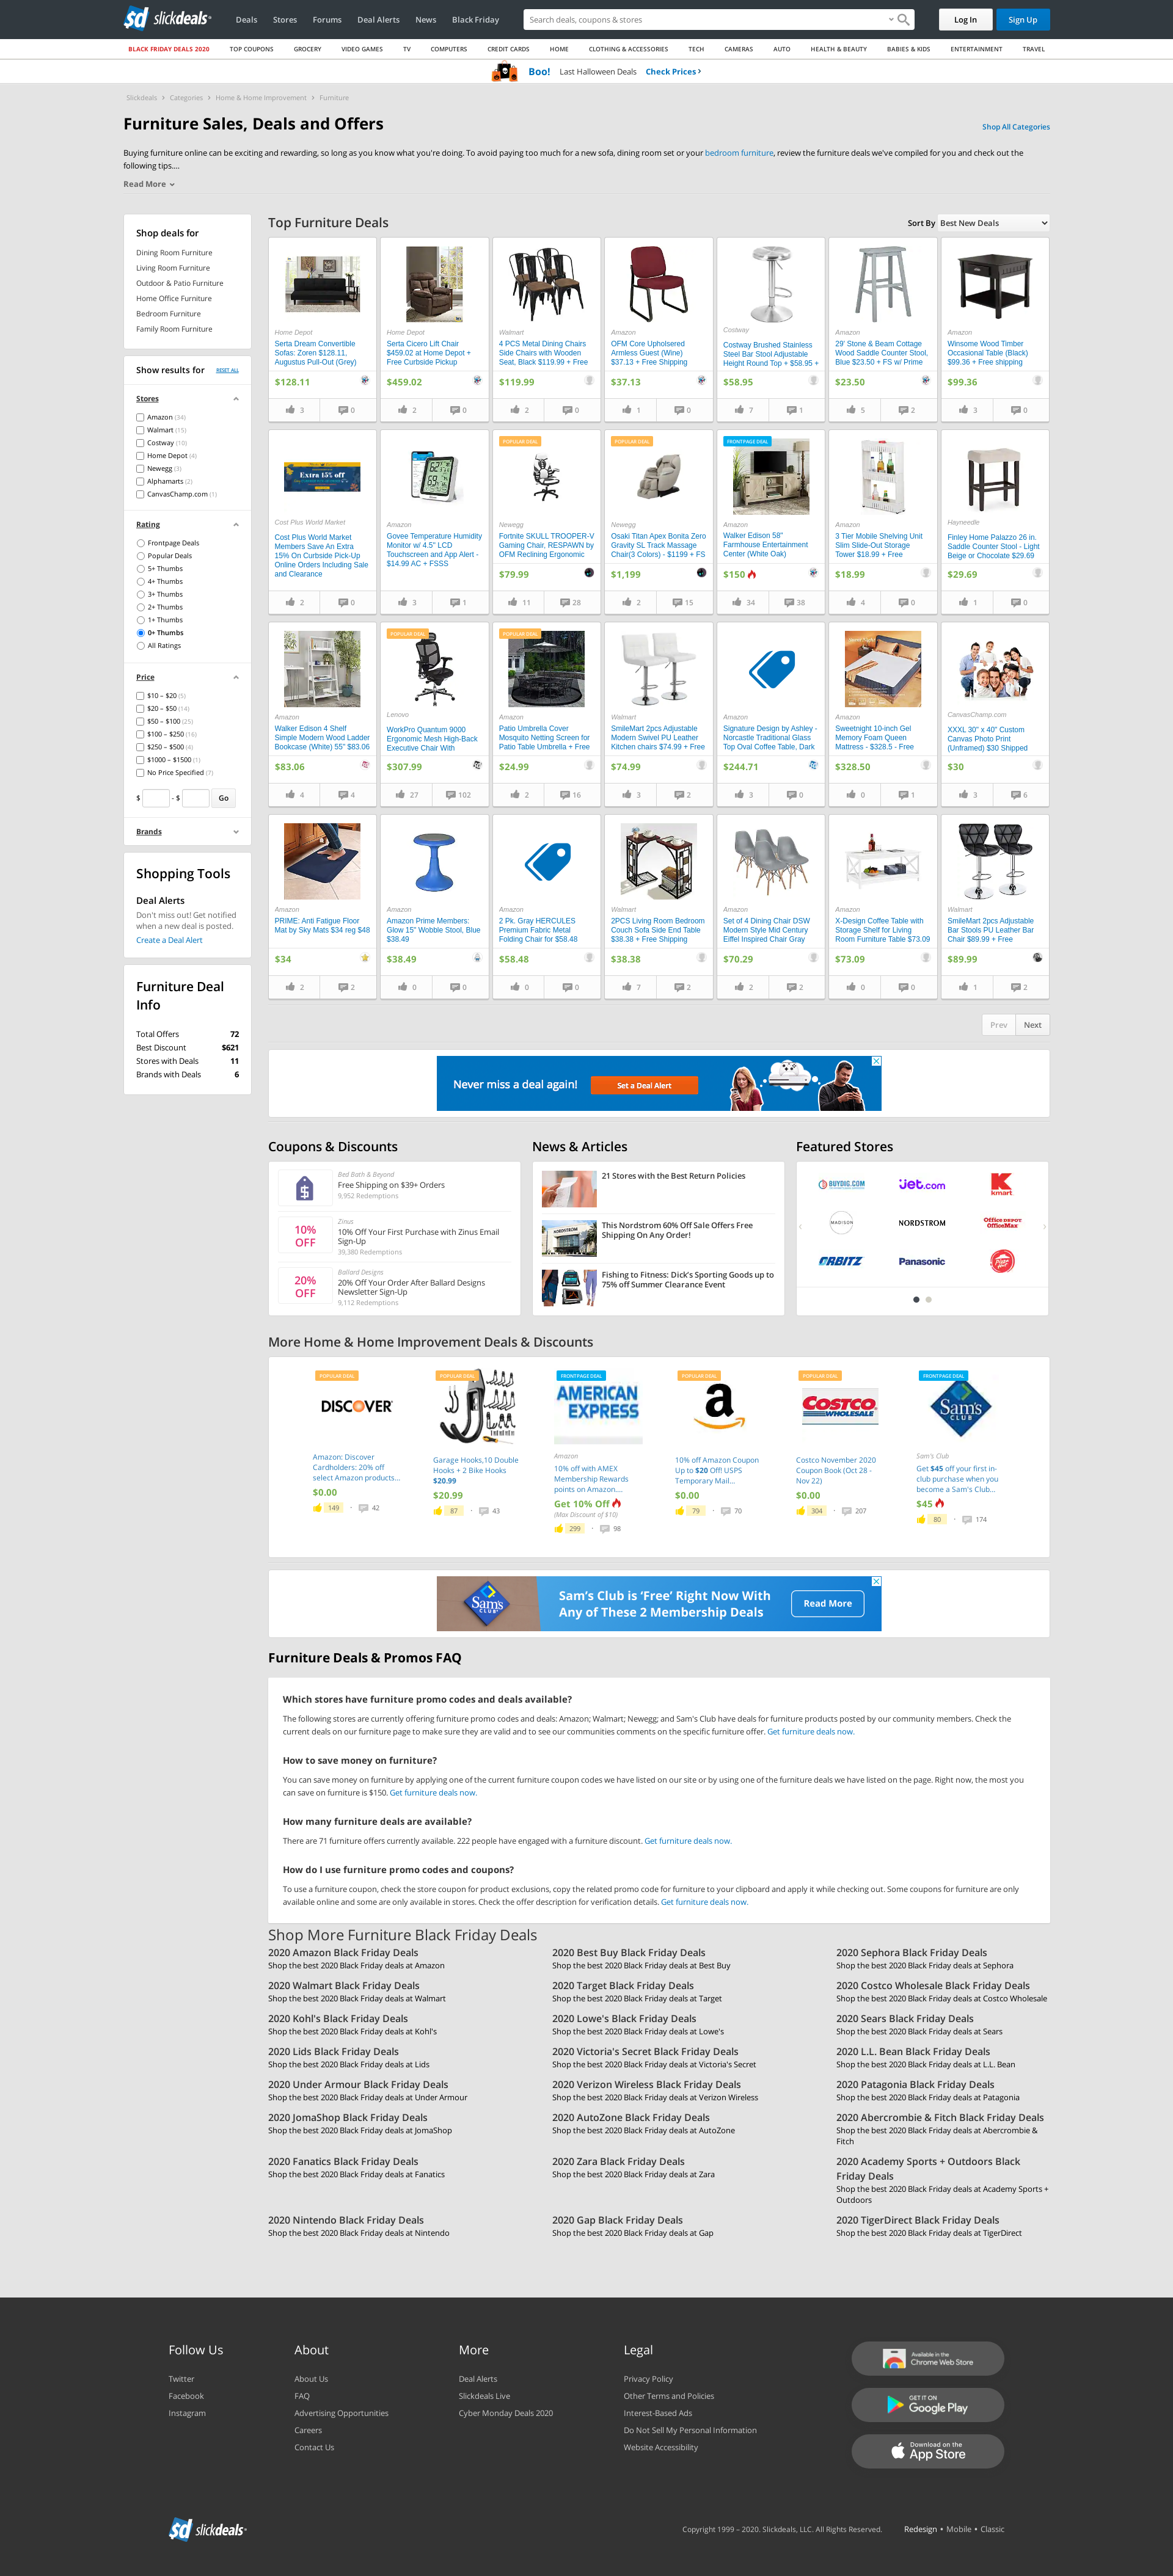 slickdeals
Deals Stores Forums Deal Alerts News Black Friday
Search deals, coupons & stores
Log In Sign Up
BLACK FRIDAY DEALS 2020 TOP COUPONS GROCERY VIDEO GAMES TV COMPUTERS CREDIT CARDS HOME CLOTHING & ACCESSORIES TECH CAMERAS AUTO HEALTH & BEAUTY BABIES & KIDS ENTERTAINMENT TRAVEL
Boo! Last Halloween Deals Check Prices ›
Slickdeals › Categories › Home & Home Improvement › Furniture
Furniture Sales, Deals and Offers
Shop All Categories
Buying furniture online can be exciting and rewarding, so long as you know what you're doing. To avoid paying too much for a new sofa, dining room set or your bedroom furniture, review the furniture deals we've compiled for you and check out the
following tips....
Read More
Shop deals for
Dining Room Furniture
Living Room Furniture
Outdoor & Patio Furniture
Home Office Furniture
Bedroom Furniture
Family Room Furniture
Show results for RESET ALL
Stores
Amazon (34)
Walmart (15)
Costway (10)
Home Depot (4)
Newegg (3)
Alphamarts (2)
CanvasChamp.com (1)
Rating
Frontpage Deals
Popular Deals
5+ Thumbs
4+ Thumbs
3+ Thumbs
2+ Thumbs
1+ Thumbs
0+ Thumbs
All Ratings
Price
$10 – $20 (5)
$20 – $50 (14)
$50 – $100 (25)
$100 – $250 (16)
$250 – $500 (4)
$1000 – $1500 (1)
No Price Specified (7)
$ - $ Go
Brands
Shopping Tools
Deal Alerts
Don't miss out! Get notified
when a new deal is posted.
Create a Deal Alert
Furniture Deal
Info
Total Offers 72
Best Discount $621
Stores with Deals 11
Brands with Deals 6
Top Furniture Deals
Sort By Best New Deals
Home Depot
Serta Dream Convertible
Sofas: Zoren $128.11,
Augustus Pull-Out (Grey)
$128.11
3 0
Home Depot
Serta Cicero Lift Chair
$459.02 at Home Depot +
Free Curbside Pickup
$459.02
2 0
Walmart
4 PCS Metal Dining Chairs
Side Chairs with Wooden
Seat, Black $119.99 + Free
$119.99
2 0
Amazon
OFM Core Upholsered
Armless Guest (Wine)
$37.13 + Free Shipping
$37.13
1 0
Costway
Costway Brushed Stainless
Steel Bar Stool Adjustable
Height Round Top + $58.95 +
$58.95
7 1
Amazon
29' Stone & Beam Cottage
Wood Saddle Counter Stool,
Blue $23.50 + FS w/ Prime
$23.50
5 2
Amazon
Winsome Wood Timber
Occasional Table (Black)
$99.36 + Free shipping
$99.36
3 0
Extra 15% off
Cost Plus World Market
Cost Plus World Market
Members Save An Extra
15% On Curbside Pick-Up
Online Orders Including Sale
and Clearance
2 0
Amazon
Govee Temperature Humidity
Monitor w/ 4.5" LCD
Touchscreen and App Alert -
$14.99 AC + FSSS
3 1
POPULAR DEAL
Newegg
Fortnite SKULL TROOPER-V
Gaming Chair, RESPAWN by
OFM Reclining Ergonomic
$79.99
11 28
POPULAR DEAL
Newegg
Osaki Titan Apex Bonita Zero
Gravity SL Track Massage
Chair(3 Colors) - $1199 + FS
$1,199
2 15
FRONTPAGE DEAL
Amazon
Walker Edison 58"
Farmhouse Entertainment
Center (White Oak)
$150
34 38
Amazon
3 Tier Mobile Shelving Unit
Slim Slide-Out Storage
Tower $18.99 + Free
$18.99
4 0
Hayneedle
Finley Home Palazzo 26 in.
Saddle Counter Stool - Light
Beige or Chocolate $29.69
$29.69
1 0
Amazon
Walker Edison 4 Shelf
Simple Modern Wood Ladder
Bookcase (White) 55" $83.06
$83.06
4 4
POPULAR DEAL
Lenovo
WorkPro Quantum 9000
Ergonomic Mesh High-Back
Executive Chair With
$307.99
27 102
POPULAR DEAL
Amazon
Patio Umbrella Cover
Mosquito Netting Screen for
Patio Table Umbrella + Free
$24.99
2 16
Walmart
SmileMart 2pcs Adjustable
Modern Swivel PU Leather
Kitchen chairs $74.99 + Free
$74.99
3 2
Amazon
Signature Design by Ashley -
Norcastle Traditional Glass
Top Oval Coffee Table, Dark
$244.71
3 0
Amazon
Sweetnight 10-inch Gel
Memory Foam Queen
Mattress - $328.5 - Free
$328.50
0 1
CanvasChamp.com
XXXL 30" x 40" Custom
Canvas Photo Print
(Unframed) $30 Shipped
$30
3 6
Amazon
PRIME: Anti Fatigue Floor
Mat by Sky Mats $34 reg $48
$34
2 2
Amazon
Amazon Prime Members:
Glow 15" Wobble Stool, Blue
$38.49
$38.49
0 0
Amazon
2 Pk. Gray HERCULES
Premium Fabric Metal
Folding Chair for $58.48
$58.48
0 0
Walmart
2PCS Living Room Bedroom
Couch Sofa Side End Table
$38.38 + Free Shipping
$38.38
7 2
Amazon
Set of 4 Dining Chair DSW
Modern Style Mid Century
Eiffel Inspired Chair Gray
$70.29
2 2
Amazon
X-Design Coffee Table with
Storage Shelf for Living
Room Furniture Table $73.09
$73.09
0 0
Walmart
SmileMart 2pcs Adjustable
Bar Stools PU Leather Bar
Chair $89.99 + Free
$89.99
1 2
Prev Next
Never miss a deal again! Set a Deal Alert
Coupons & Discounts
Bed Bath & Beyond
Free Shipping on $39+ Orders
9,952 Redemptions
10% OFF
Zinus
10% Off Your First Purchase with Zinus Email
Sign-Up
39,380 Redemptions
20% OFF
Ballard Designs
20% Off Your Order After Ballard Designs
Newsletter Sign-Up
9,112 Redemptions
News & Articles
21 Stores with the Best Return Policies
NORDSTROM
This Nordstrom 60% Off Sale Offers Free
Shipping On Any Order!
Fishing to Fitness: Dick's Sporting Goods up to
75% off Summer Clearance Event
Featured Stores
BUYDIG.COM jet.com Kmart
MADISON NORDSTROM Office DEPOT OfficeMax
ORBITZ Panasonic Pizza Hut
More Home & Home Improvement Deals & Discounts
POPULAR DEAL
DISCOVER
Amazon: Discover
Cardholders: 20% off
select Amazon products...
$0.00
149 · 42
POPULAR DEAL
Garage Hooks,10 Double
Hooks + 2 Bike Hooks
$20.99
$20.99
87 · 43
FRONTPAGE DEAL
AMERICAN EXPRESS
Amazon
10% off with AMEX
Membership Rewards
points on Amazon....
Get 10% Off
(Max Discount of $10)
299 · 98
POPULAR DEAL
a
10% off Amazon Coupon
Up to $20 Off! USPS
Temporary Mail...
$0.00
79 · 70
POPULAR DEAL
COSTCO WHOLESALE
Costco November 2020
Coupon Book (Oct 28 -
Nov 22)
$0.00
304 · 207
FRONTPAGE DEAL
Sam's CLUB
Sam's Club
Get $45 off your first in-
club purchase when you
become a Sam's Club...
$45
80 · 174
Sam's CLUB
Sam's Club is 'Free' Right Now With
Any of These 2 Membership Deals
Read More
Furniture Deals & Promos FAQ
Which stores have furniture promo codes and deals available?
The following stores are currently offering furniture promo codes and deals: Amazon; Walmart; Newegg; and Sam's Club have deals for furniture products posted by our community members. Check the
current deals on our furniture page to make sure they are valid and to see our communities comments on the specific furniture offer. Get furniture deals now.
How to save money on furniture?
You can save money on furniture by applying one of the current furniture coupon codes we have listed on our site or by using one of the furniture deals we have listed on the page. Right now, the most you
can save on furniture is $150. Get furniture deals now.
How many furniture deals are available?
There are 71 furniture offers currently available. 222 people have engaged with a furniture discount. Get furniture deals now.
How do I use furniture promo codes and coupons?
To use a furniture coupon, check the store coupon for product exclusions, copy the related promo code for furniture to your clipboard and apply it while checking out. Some coupons for furniture are only
available online and some are only available in stores. Check the offer description for verification details. Get furniture deals now.
Shop More Furniture Black Friday Deals
2020 Amazon Black Friday Deals
Shop the best 2020 Black Friday deals at Amazon
2020 Best Buy Black Friday Deals
Shop the best 2020 Black Friday deals at Best Buy
2020 Sephora Black Friday Deals
Shop the best 2020 Black Friday deals at Sephora
2020 Walmart Black Friday Deals
Shop the best 2020 Black Friday deals at Walmart
2020 Target Black Friday Deals
Shop the best 2020 Black Friday deals at Target
2020 Costco Wholesale Black Friday Deals
Shop the best 2020 Black Friday deals at Costco Wholesale
2020 Kohl's Black Friday Deals
Shop the best 2020 Black Friday deals at Kohl's
2020 Lowe's Black Friday Deals
Shop the best 2020 Black Friday deals at Lowe's
2020 Sears Black Friday Deals
Shop the best 2020 Black Friday deals at Sears
2020 Lids Black Friday Deals
Shop the best 2020 Black Friday deals at Lids
2020 Victoria's Secret Black Friday Deals
Shop the best 2020 Black Friday deals at Victoria's Secret
2020 L.L. Bean Black Friday Deals
Shop the best 2020 Black Friday deals at L.L. Bean
2020 Under Armour Black Friday Deals
Shop the best 2020 Black Friday deals at Under Armour
2020 Verizon Wireless Black Friday Deals
Shop the best 2020 Black Friday deals at Verizon Wireless
2020 Patagonia Black Friday Deals
Shop the best 2020 Black Friday deals at Patagonia
2020 JomaShop Black Friday Deals
Shop the best 2020 Black Friday deals at JomaShop
2020 AutoZone Black Friday Deals
Shop the best 2020 Black Friday deals at AutoZone
2020 Abercrombie & Fitch Black Friday Deals
Shop the best 2020 Black Friday deals at Abercrombie &
Fitch
2020 Fanatics Black Friday Deals
Shop the best 2020 Black Friday deals at Fanatics
2020 Zara Black Friday Deals
Shop the best 2020 Black Friday deals at Zara
2020 Academy Sports + Outdoors Black
Friday Deals
Shop the best 2020 Black Friday deals at Academy Sports +
Outdoors
2020 Nintendo Black Friday Deals
Shop the best 2020 Black Friday deals at Nintendo
2020 Gap Black Friday Deals
Shop the best 2020 Black Friday deals at Gap
2020 TigerDirect Black Friday Deals
Shop the best 2020 Black Friday deals at TigerDirect
Follow Us
Twitter
Facebook
Instagram
About
About Us
FAQ
Advertising Opportunities
Careers
Contact Us
More
Deal Alerts
Slickdeals Live
Cyber Monday Deals 2020
Legal
Privacy Policy
Other Terms and Policies
Interest-Based Ads
Do Not Sell My Personal Information
Website Accessibility
Available in the
Chrome Web Store
GET IT ON
Google Play
Download on the
App Store
slickdeals
Copyright 1999 – 2020. Slickdeals, LLC. All Rights Reserved. Redesign • Mobile • Classic